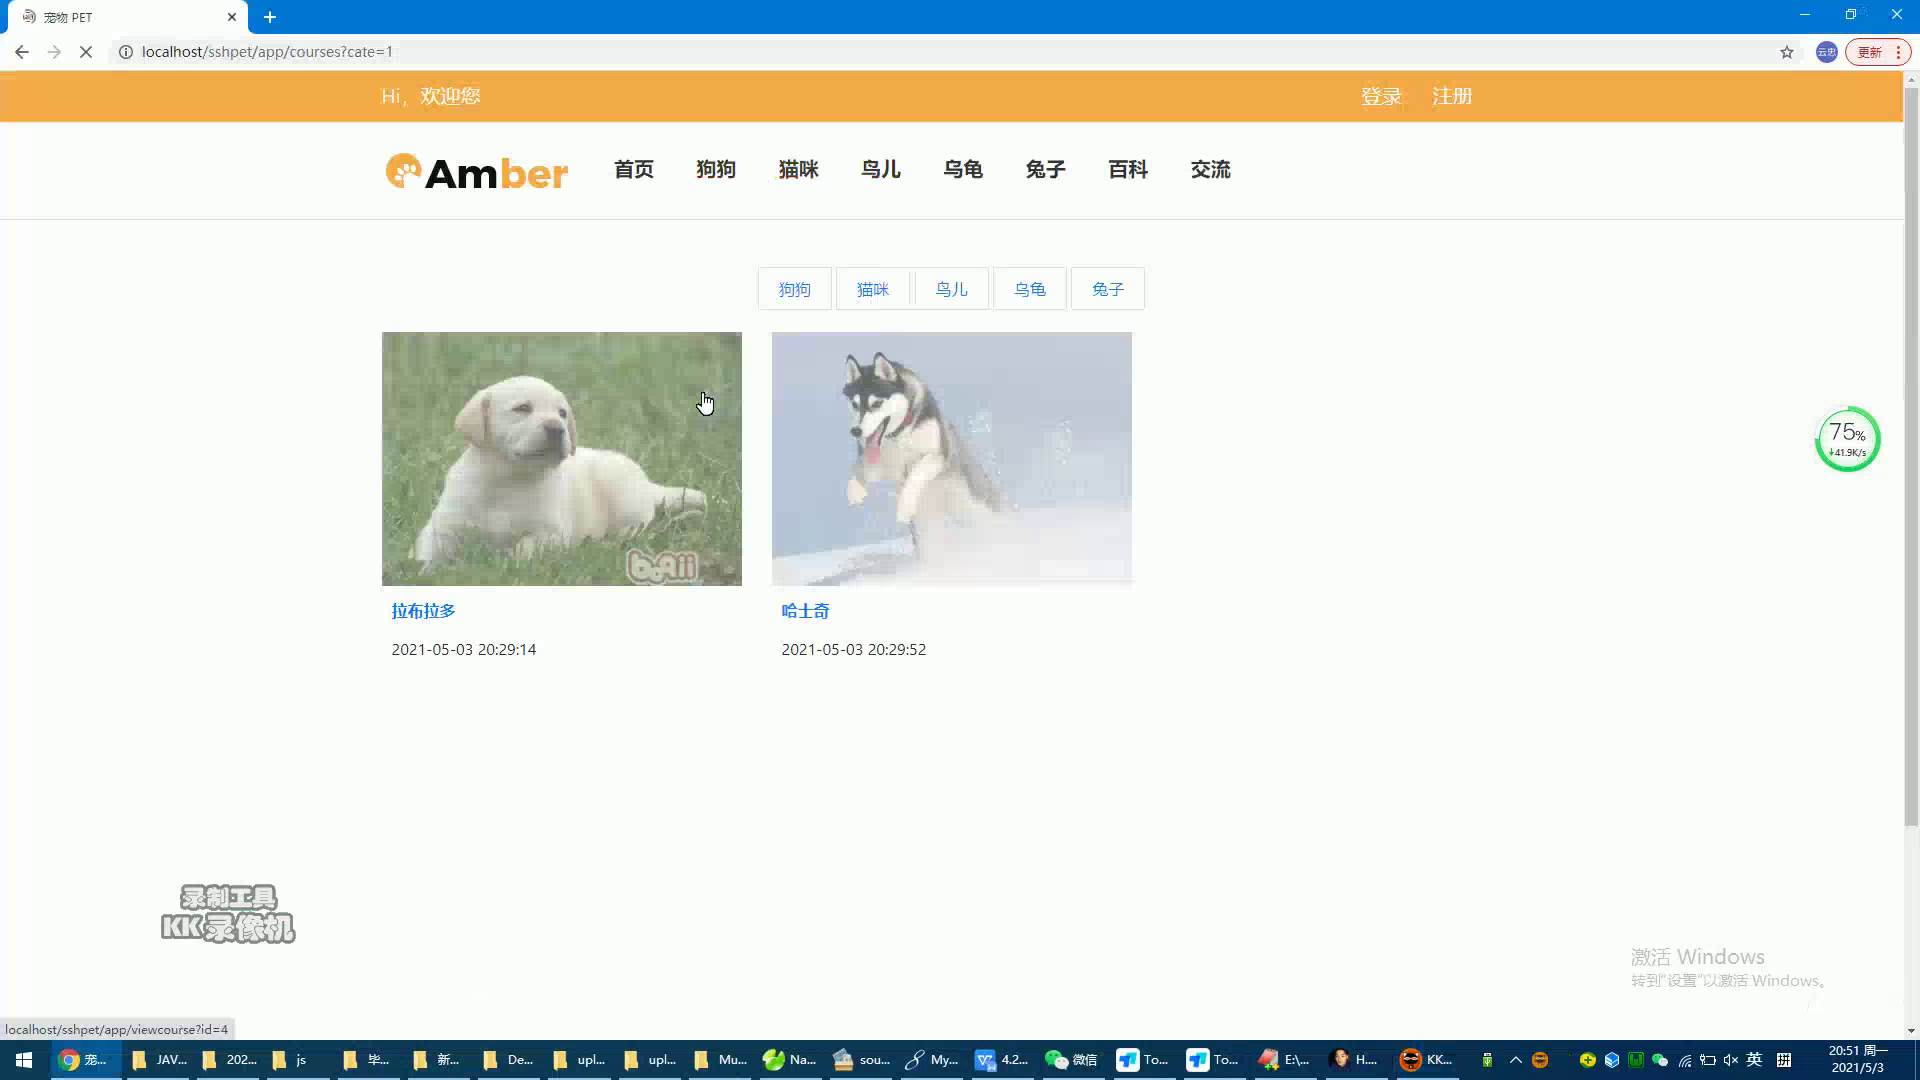 宠物 PET
localhost/sshpet/app/courses?cate=1
云忠
更新
Hi，欢迎您
登录
注册
Amber
首页
狗狗
猫咪
鸟儿
乌龟
兔子
百科
交流
狗狗
猫咪
鸟儿
乌龟
兔子
boqii
拉布拉多
哈士奇
2021-05-03 20:29:14
2021-05-03 20:29:52
75%
41.9K/s
录制工具
KK录像机
激活 Windows
转到"设置"以激活 Windows。
localhost/sshpet/app/viewcourse?id=4
宠...
JAV...
202...
js
毕...
新...
De...
upl...
upl...
Mu...
Na...
sou...
My...
4.2...
微信
To...
To...
E:\...
H...
KK...
英
拼
20:51 周一
2021/5/3